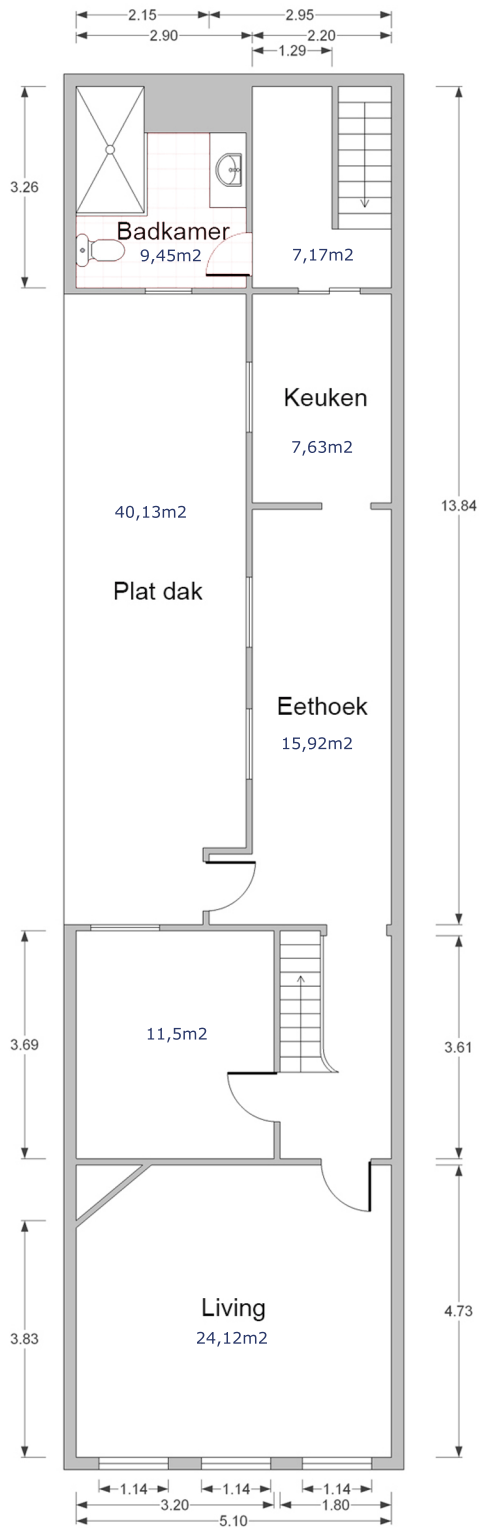 2.15 2.95
2.90 2.20
1.29
3.26
Badkamer
9,45m2 7,17m2
Keuken
7,63m2
40,13m2 13.84
Plat dak
Eethoek
15,92m2
11,5m2
3.69 3.61
Living
24,12m2
3.83 4.73
1.14 1.14 1.14
3.20 1.80
5.10